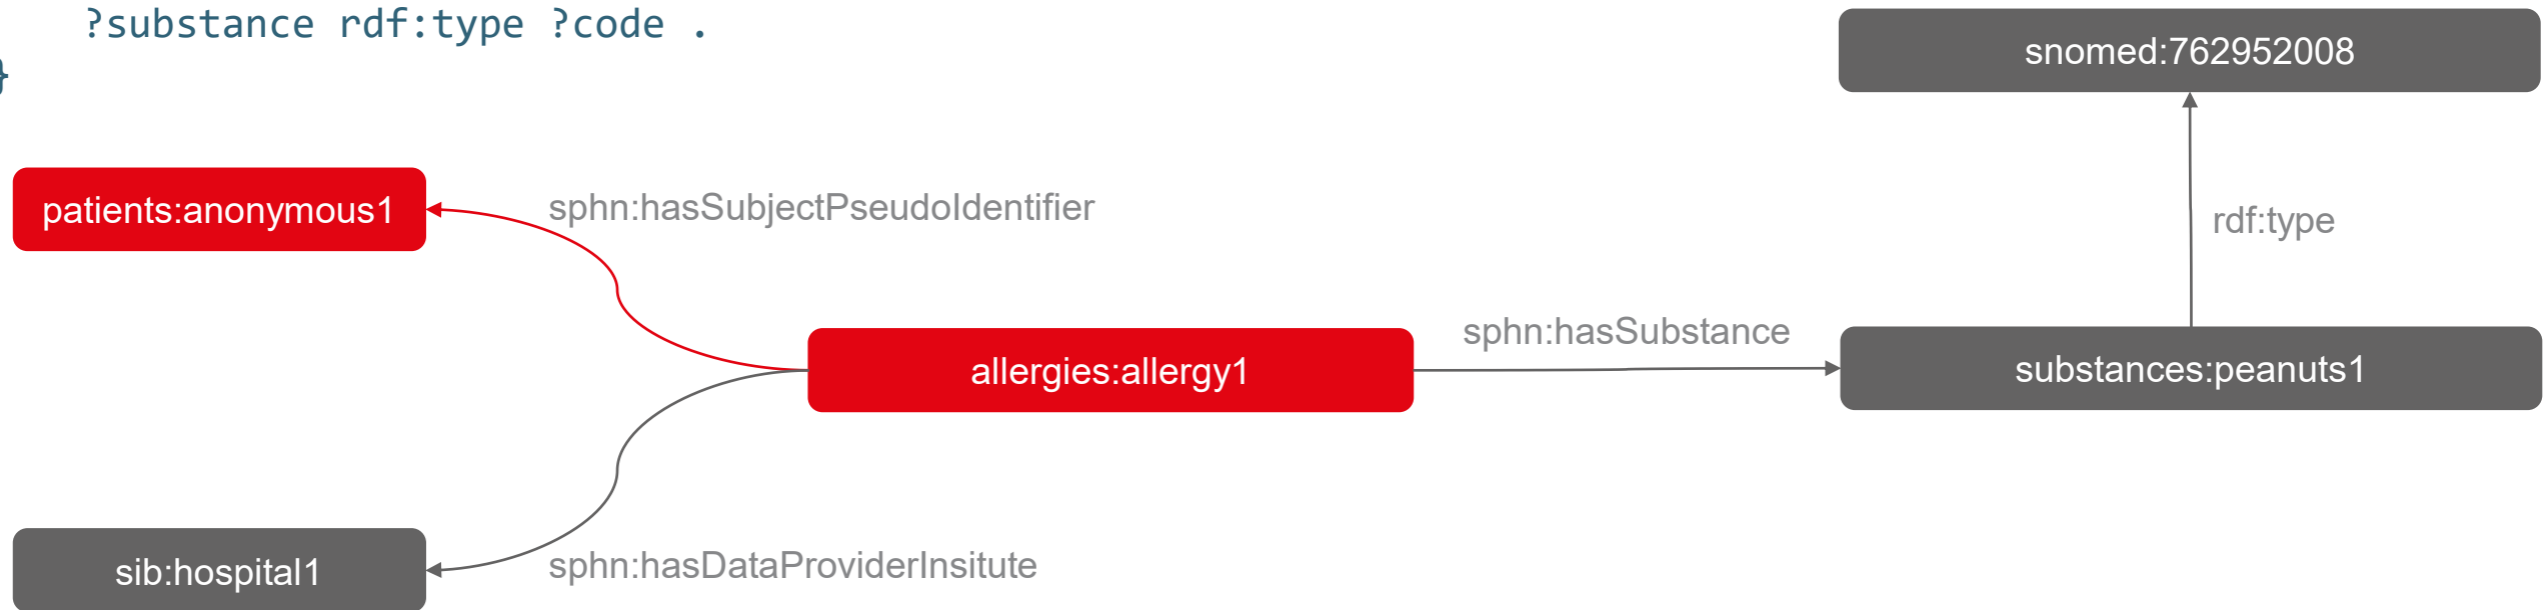 ?substance rdf:type ?code .
}
snomed:762952008
patients:anonymous1
sphn:hasSubjectPseudoIdentifier
rdf:type
sphn:hasSubstance
allergies:allergy1
substances:peanuts1
sib:hospital1
sphn:hasDataProviderInsitute